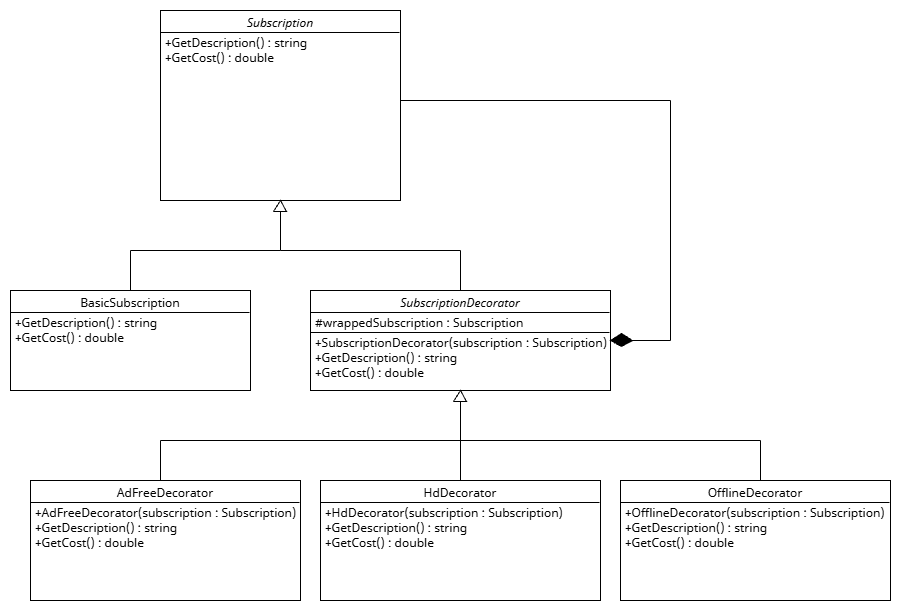 Subscription
+GetDescription() : string
+GetCost() : double
BasicSubscription
+GetDescription() : string
+GetCost() : double
SubscriptionDecorator
#wrappedSubscription : Subscription
+SubscriptionDecorator(subscription : Subscription)
+GetDescription() : string
+GetCost() : double
AdFreeDecorator
+AdFreeDecorator(subscription : Subscription)
+GetDescription() : string
+GetCost() : double
HdDecorator
+HdDecorator(subscription : Subscription)
+GetDescription() : string
+GetCost() : double
OfflineDecorator
+OfflineDecorator(subscription : Subscription)
+GetDescription() : string
+GetCost() : double